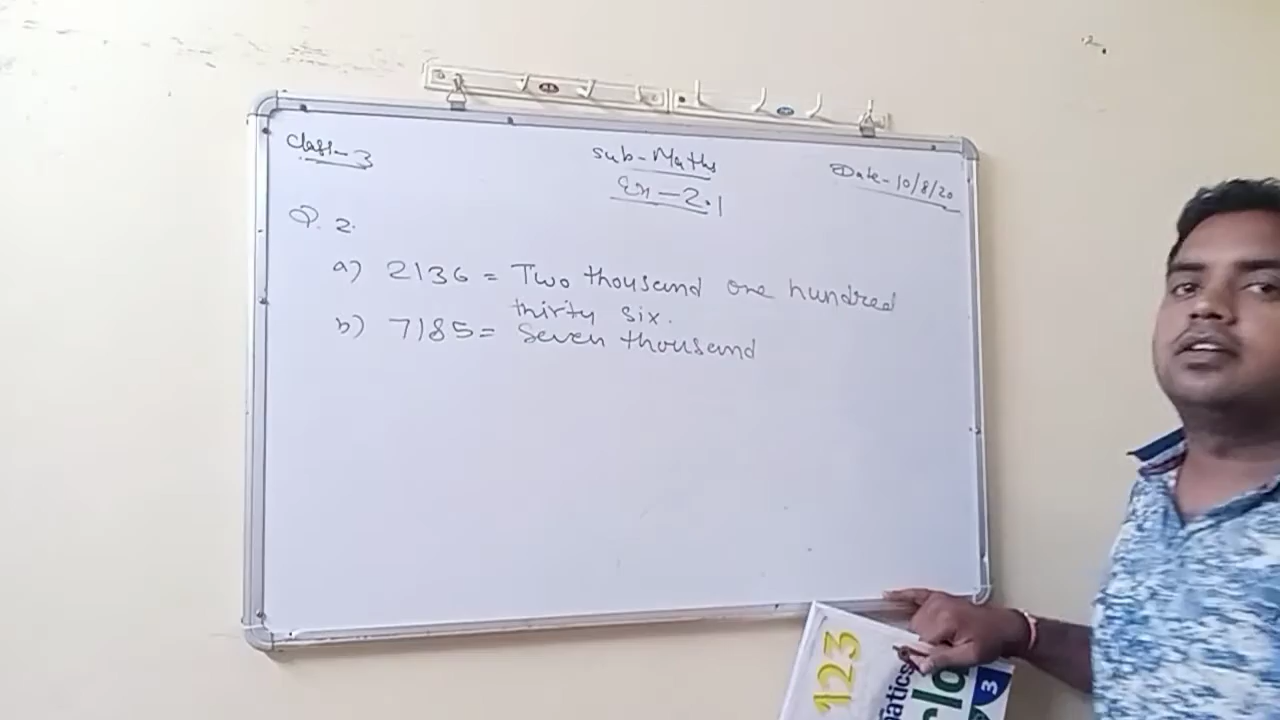 Class-3
Sub-Maths
Date-10/8/20
Ex-2.1
Q.2.
a) 2136 = Two thousand one hundred
thirty six.
b) 7185 = Seven thousand
123
3